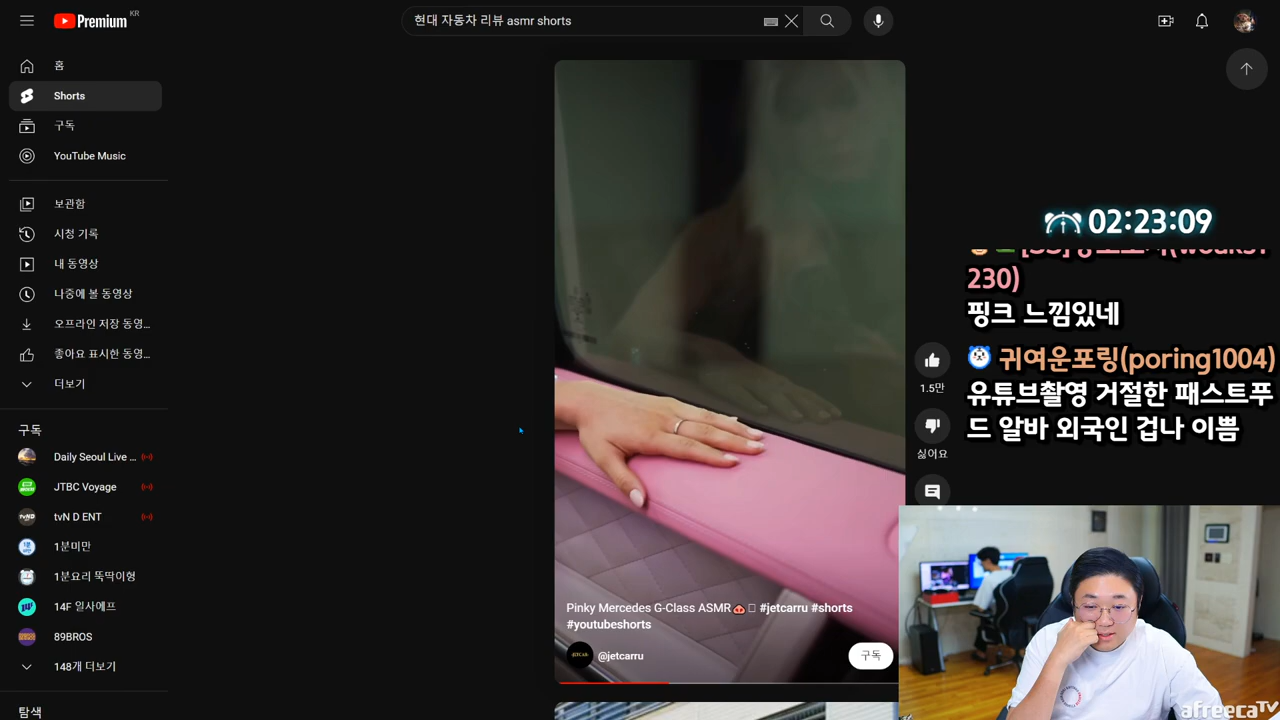 Premium KR
현대 자동차 리뷰 asmr shorts
홈
Shorts
구독
YouTube Music
보관함
시청 기록
내 동영상
나중에 볼 동영상
오프라인 저장 동영...
좋아요 표시한 동영...
더보기
구독
Daily Seoul Live ...
JTBC Voyage
tvN D ENT
1분미만
1분요리 뚝딱이형
14F 일사에프
89BROS
148개 더보기
탐색
Pinky Mercedes G-Class ASMR #jetcarru #shorts
#youtubeshorts
@jetcarru
구독
1.5만
싫어요
02:23:09
230)
핑크 느낌있네
귀여운포링(poring1004)
유튜브촬영 거절한 패스트푸
드 알바 외국인 겁나 이쁨
afreecaTV